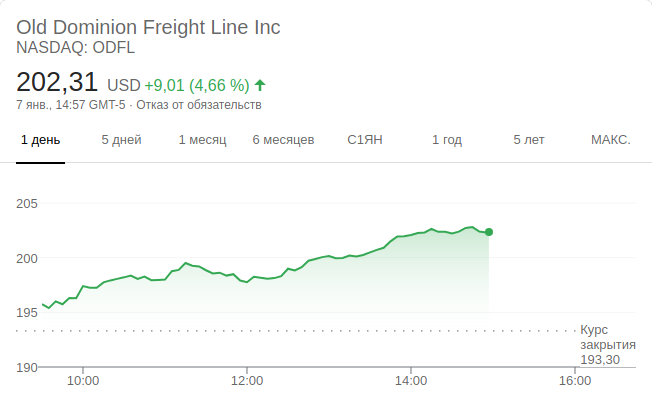 Old Dominion Freight Line Inc
NASDAQ: ODFL
202,31 USD +9,01 (4,66 %)
7 янв., 14:57 GMT-5 · Отказ от обязательств
1 день 5 дней 1 месяц 6 месяцев С1ЯН 1 год 5 лет МАКС.
205
200
195
Курс
закрытия
193,30
190
10:00 12:00 14:00 16:00